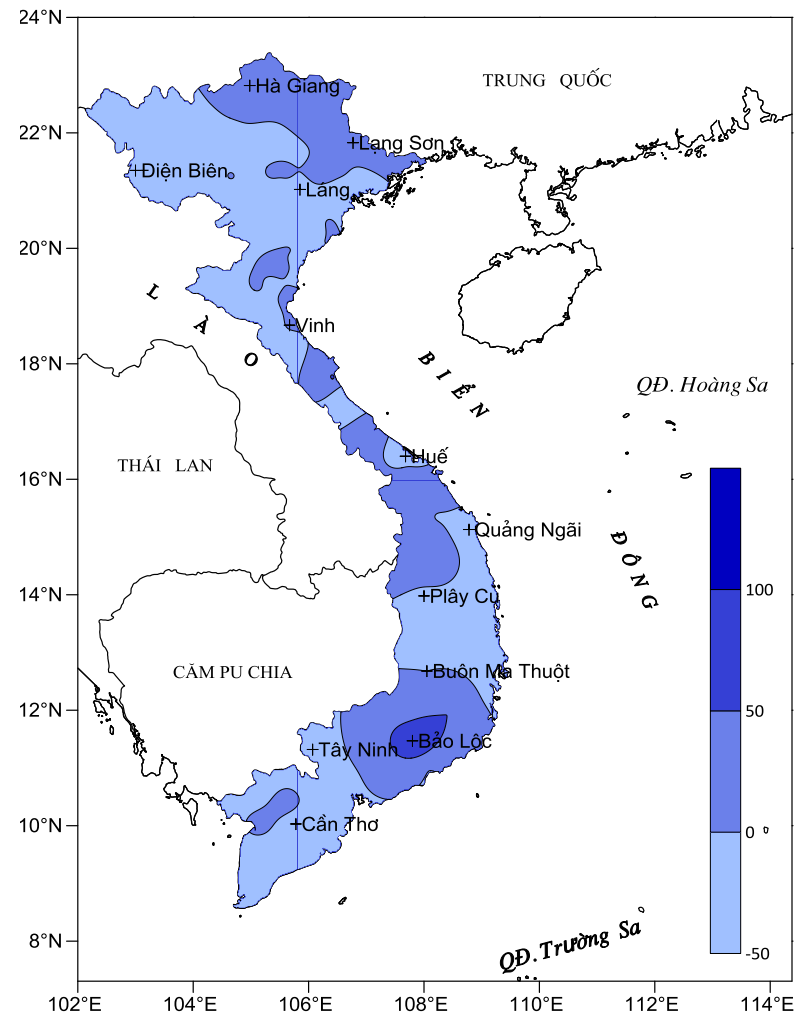 24°N
TRUNG QUỐC
Hà Giang
22°N
Lạng Sơn
Điện Biên
Láng
20°N
L À O
Vinh
18°N
BIỂN
QĐ. Hoàng Sa
THÁI LAN
Huế
16°N
Quảng Ngãi
ĐÔNG
14°N
Plây Cu
100
CĂM PU CHIA
Buôn Ma Thuột
12°N
50
Bảo Lộc
Tây Ninh
10°N
Cần Thơ
0
8°N
QĐ. Trường Sa
-50
102°E 104°E 106°E 108°E 110°E 112°E 114°E